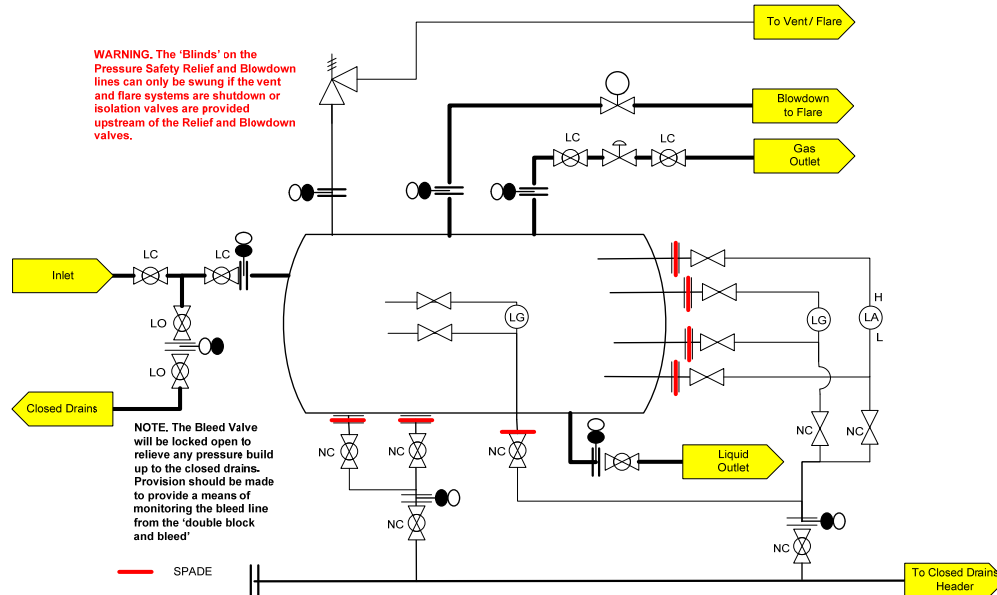 To Vent / Flare
WARNING. The ‘Blinds’ on the
Pressure Safety Relief and Blowdown
lines can only be swung if the vent
and flare systems are shutdown or
isolation valves are provided
upstream of the Relief and Blowdown
valves.
Blowdown
to Flare
LC
LC
Gas
Outlet
LC
LC
Inlet
H
LG
LG
LA
L
LO
LO
Closed Drains
NOTE. The Bleed Valve
will be locked open to
relieve any pressure build
up to the closed drains.
Provision should be made
to provide a means of
monitoring the bleed line
from the ‘double block
and bleed’
NC
NC
NC
NC
NC
Liquid
Outlet
NC
NC
SPADE
To Closed Drains
Header